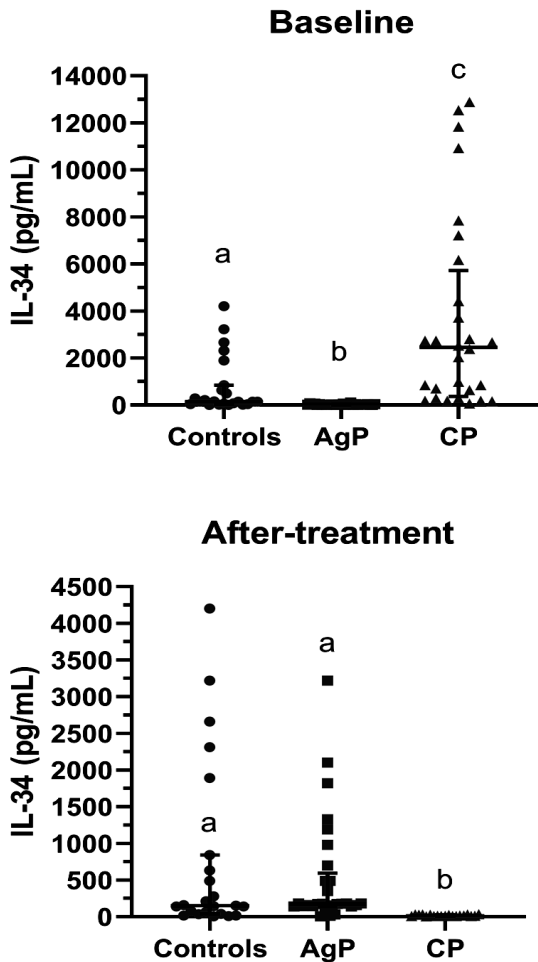 Baseline
IL-34 (pg/mL)
14000
12000
10000
8000
6000
4000
2000
0
a
b
c
Controls AgP CP
After-treatment
IL-34 (pg/mL)
4500
4000
3500
3000
2500
2000
1500
1000
500
0
a
a
b
Controls AgP CP